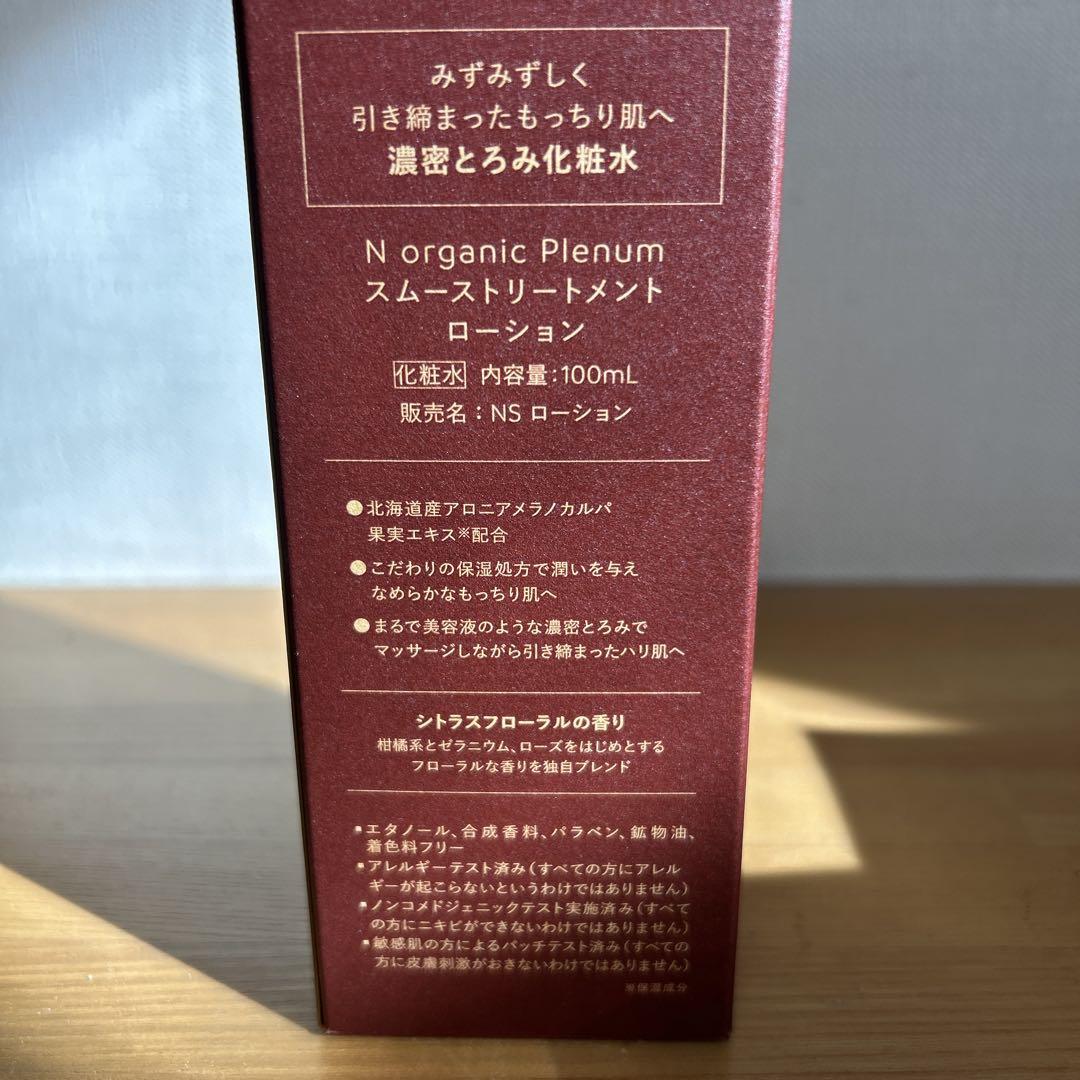 みずみずしく
引き締まったもっちり肌へ
濃密とろみ化粧水
N organic Plenum
スムーストリートメント
ローション
化粧水 内容量:100mL
販売名：NS ローション
●北海道産アロニアメラノカルパ
果実エキス※配合
●こだわりの保湿処方で潤いを与え
なめらかなもっちり肌へ
●まるで美容液のような濃密とろみで
マッサージしながら引き締まったハリ肌へ
シトラスフローラルの香り
柑橘系とゼラニウム、ローズをはじめとする
フローラルな香りを独自ブレンド
▪エタノール、合成香料、パラベン、鉱物油、
着色料フリー
▪アレルギーテスト済み(すべての方にアレル
ギーが起こらないというわけではありません)
▪ノンコメドジェニックテスト実施済み(すべて
の方にニキビができないわけではありません)
▪敏感肌の方によるパッチテスト済み(すべての
方に皮膚刺激がおきないわけではありません)
※保湿成分